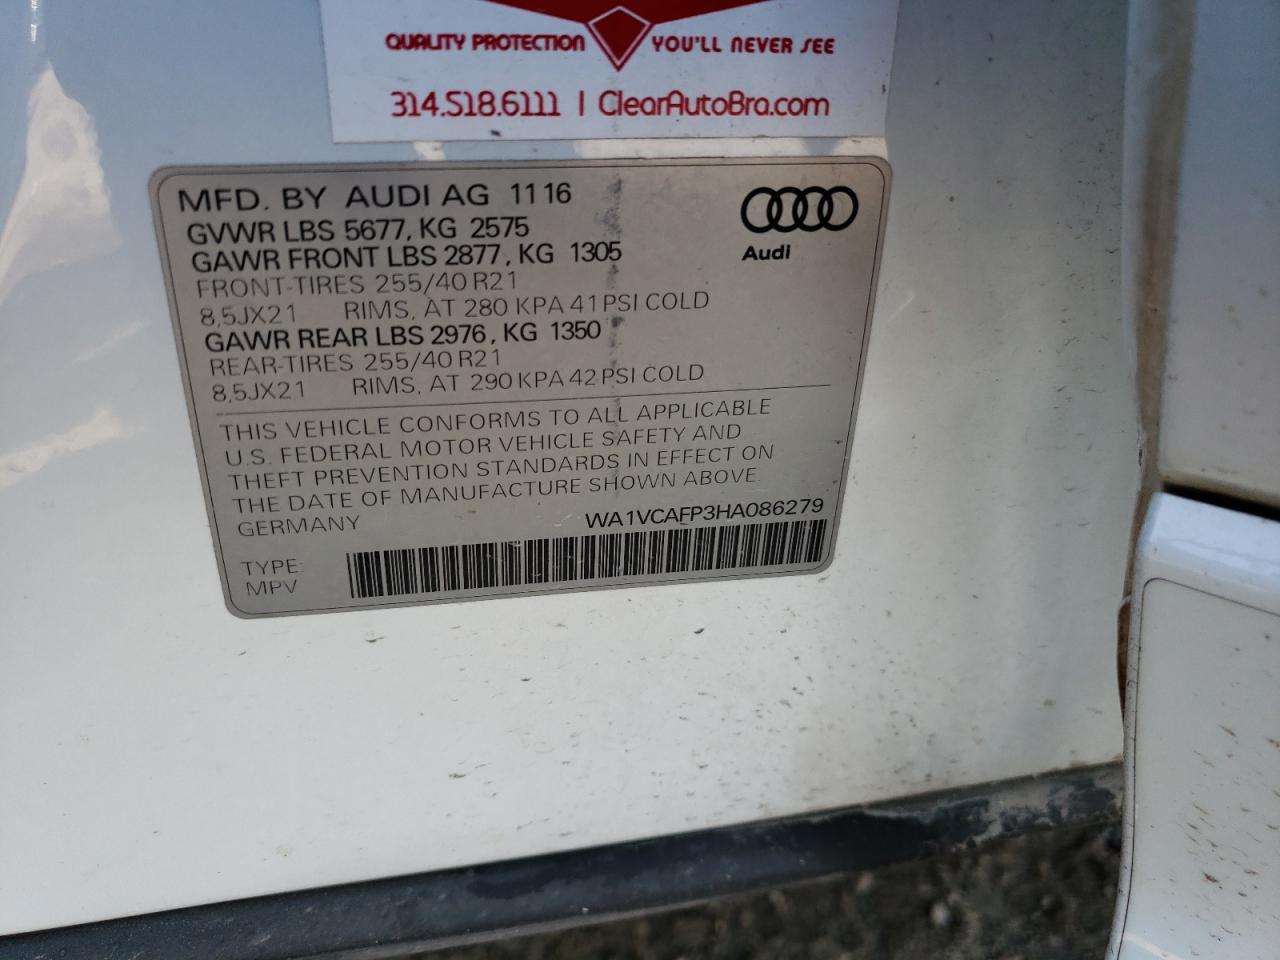 QUALITY PROTECTION YOU'LL NEVER SEE
314.518.6111 | ClearAutoBra.com
MFD. BY AUDI AG 11 16
GVWR LBS 5677, KG 2575
GAWR FRONT LBS 2877, KG 1305
FRONT-TIRES 255/40 R21
8,5JX21 RIMS, AT 280 KPA 41 PSI COLD
GAWR REAR LBS 2976, KG 1350
REAR-TIRES 255/40 R21
8,5JX21 RIMS, AT 290 KPA 42 PSI COLD
Audi
THIS VEHICLE CONFORMS TO ALL APPLICABLE
U.S. FEDERAL MOTOR VEHICLE SAFETY AND
THEFT PREVENTION STANDARDS IN EFFECT ON
THE DATE OF MANUFACTURE SHOWN ABOVE.
GERMANY WA1VCAFP3HA086279
TYPE:
MPV